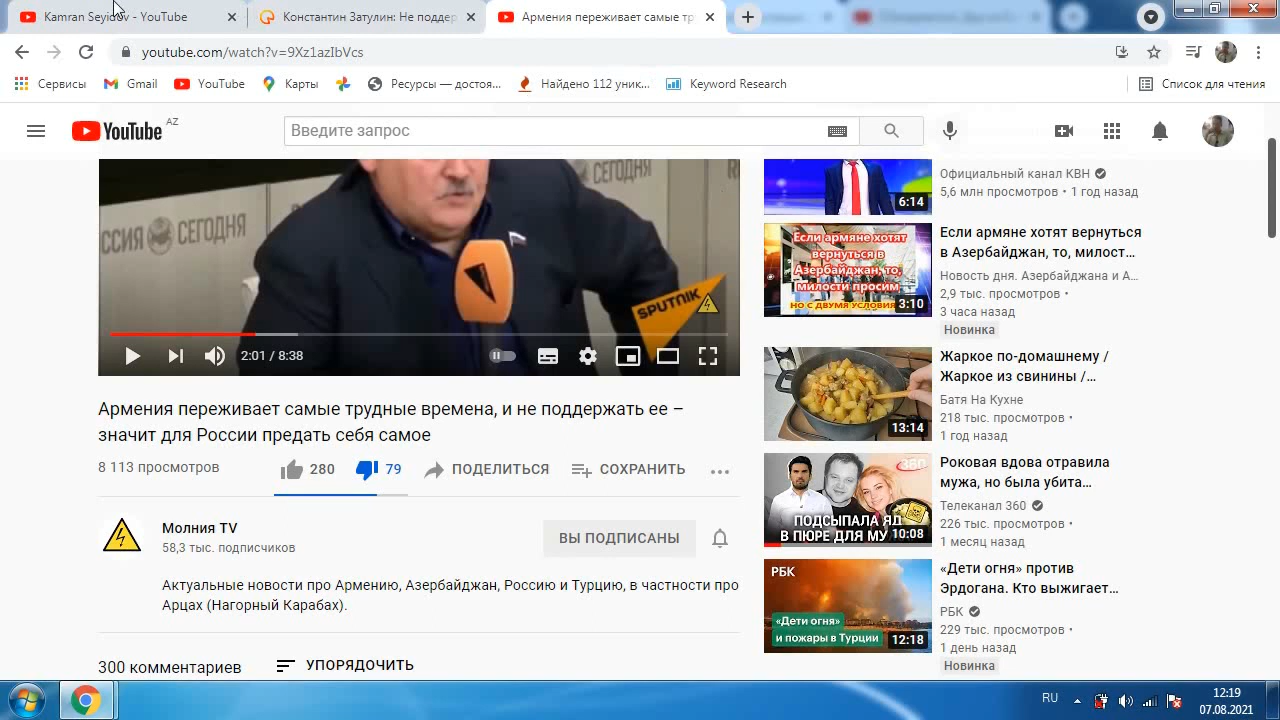 Kamran Seyidov - YouTube
Константин Затулин: Не поддер
Армения переживает самые тр
youtube.com/watch?v=9Xz1azIbVcs
Сервисы
Gmail
YouTube
Карты
Ресурсы — достоя...
Найдено 112 уник...
Keyword Research
Список для чтения
YouTube AZ
Введите запрос
СЕГОДНЯ
СЕГОДНЯ
SPUTNIK
2:01 / 8:38
Армения переживает самые трудные времена, и не поддержать ее –
значит для России предать себя самое
8 113 просмотров
280
79
ПОДЕЛИТЬСЯ
СОХРАНИТЬ
Молния TV
58,3 тыс. подписчиков
ВЫ ПОДПИСАНЫ
Актуальные новости про Армению, Азербайджан, Россию и Турцию, в частности про
Арцах (Нагорный Карабах).
300 комментариев
УПОРЯДОЧИТЬ
6:14
Официальный канал КВН
5,6 млн просмотров • 1 год назад
Если армяне хотят
вернуться в
Азербайджан, то,
милости просим
НО С ДВУМЯ УСЛОВИЯ
3:10
Если армяне хотят вернуться
в Азербайджан, то, милост...
Новость дня. Азербайджана и А...
2,9 тыс. просмотров •
3 часа назад
Новинка
13:14
Жаркое по-домашнему /
Жаркое из свинины /...
Батя На Кухне
218 тыс. просмотров •
1 год назад
360
ПОДСЫПАЛА ЯД
В ПЮРЕ ДЛЯ МУ
10:08
Роковая вдова отравила
мужа, но была убита...
Телеканал 360
226 тыс. просмотров •
1 месяц назад
РБК
«Дети огня»
и пожары в Турции
12:18
«Дети огня» против
Эрдогана. Кто выжигает...
РБК
229 тыс. просмотров •
1 день назад
Новинка
RU
12:19
07.08.2021